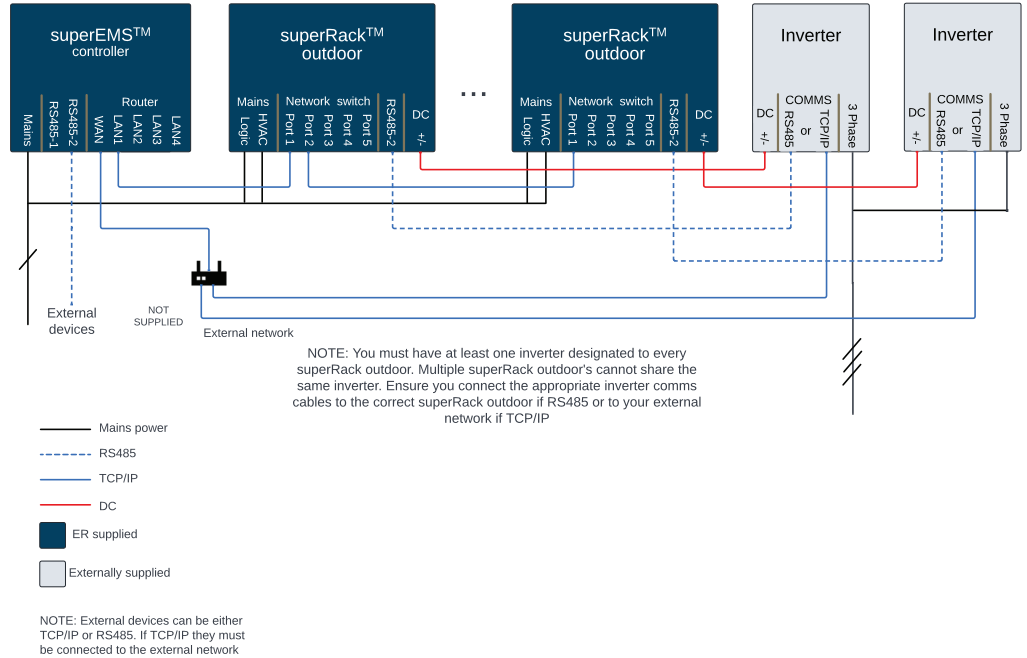 superEMS™
controller
Mains
RS485-1
RS485-2
Router
WAN
LAN1
LAN2
LAN3
LAN4
superRack™
outdoor
Mains
Logic
HVAC
Network switch
Port 1
Port 2
Port 3
Port 4
Port 5
RS485-2
DC
+/-
...
superRack™
outdoor
Mains
Logic
HVAC
Network switch
Port 1
Port 2
Port 3
Port 4
Port 5
RS485-2
DC
+/-
Inverter
DC
+/-
COMMS
RS485
or
TCP/IP
3 Phase
Inverter
DC
+/-
COMMS
RS485
or
TCP/IP
3 Phase
External
devices
NOT
SUPPLIED
External network
NOTE: You must have at least one inverter designated to every
superRack outdoor. Multiple superRack outdoor's cannot share the
same inverter. Ensure you connect the appropriate inverter comms
cables to the correct superRack outdoor if RS485 or to your external
network if TCP/IP
Mains power
RS485
TCP/IP
DC
ER supplied
Externally supplied
NOTE: External devices can be either
TCP/IP or RS485. If TCP/IP they must
be connected to the external network